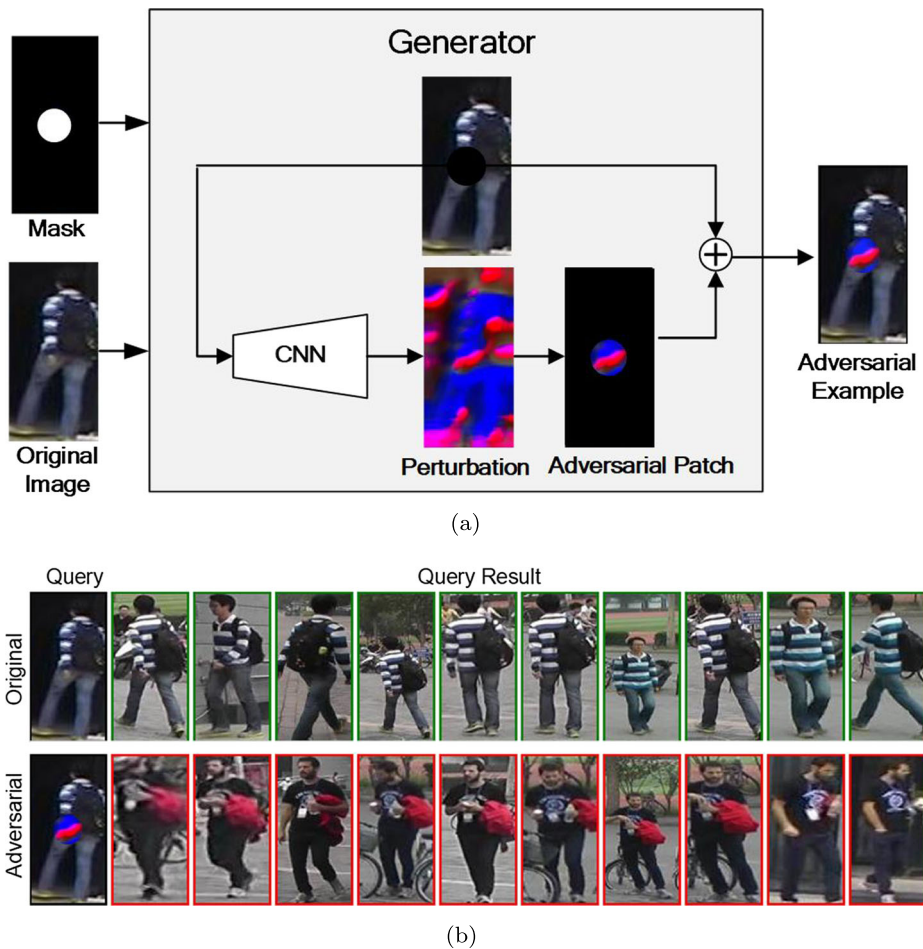 Generator
Mask
Original
Image
CNN
Perturbation
Adversarial Patch
Adversarial
Example
(a)
Query
Query Result
Original
Adversarial
(b)